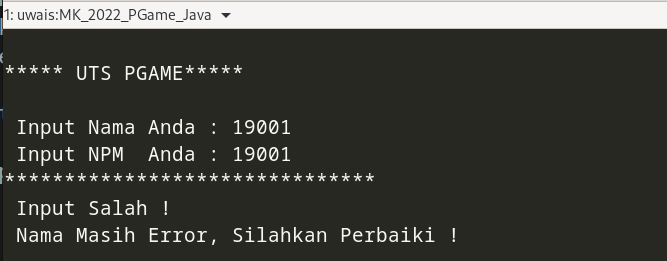 1: uwais:MK_2022_PGame_Java
***** UTS PGAME*****
Input Nama Anda : 19001
Input NPM  Anda : 19001
*******************************
Input Salah !
Nama Masih Error, Silahkan Perbaiki !